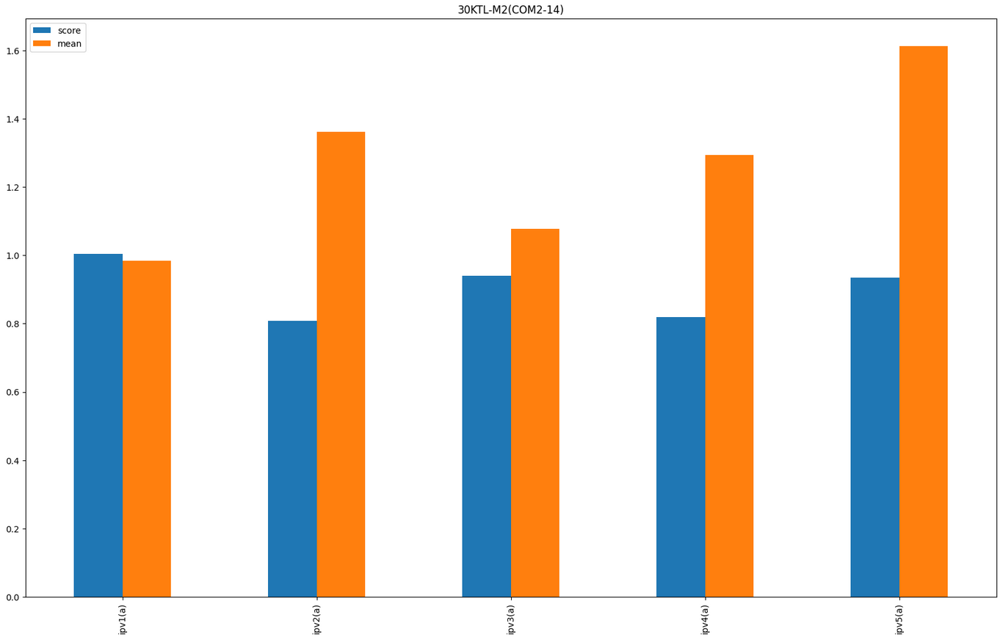 30KTL-M2(COM2-14)
score
mean
1.6
1.4
1.2
1.0
0.8
0.6
0.4
0.2
0.0
ipv1(a)
ipv2(a)
ipv3(a)
ipv4(a)
ipv5(a)